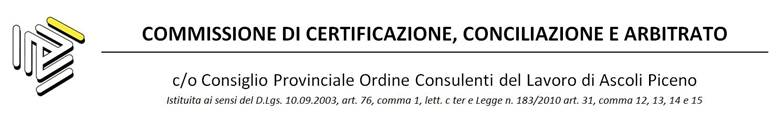 COMMISSIONE DI CERTIFICAZIONE, CONCILIAZIONE E ARBITRATO
c/o Consiglio Provinciale Ordine Consulenti del Lavoro di Ascoli Piceno
Istituita ai sensi del D.Lgs. 10.09.2003, art. 76, comma 1, lett. c ter e Legge n. 183/2010 art. 31, comma 12, 13, 14 e 15